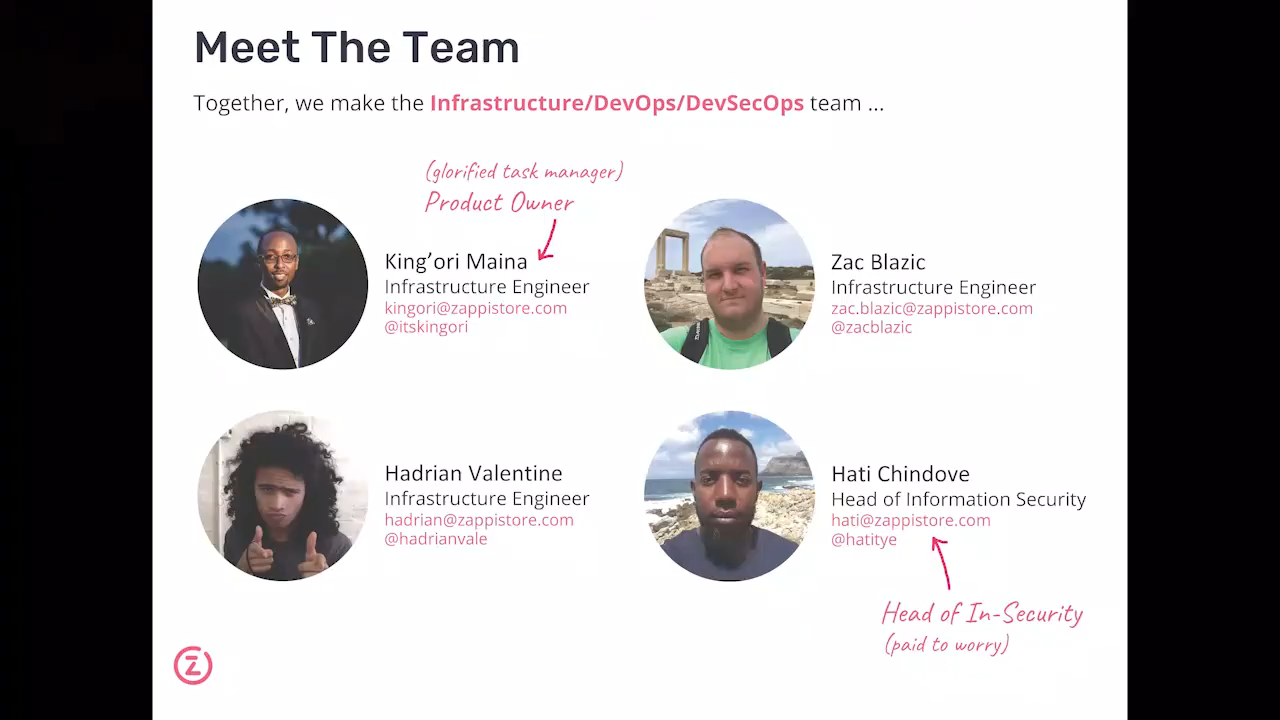 Meet The Team
Together, we make the Infrastructure/DevOps/DevSecOps team ...
(glorified task manager)
Product Owner
King’ori Maina
Infrastructure Engineer
kingori@zappistore.com
@itskingori
Zac Blazic
Infrastructure Engineer
zac.blazic@zappistore.com
@zacblazic
Hadrian Valentine
Infrastructure Engineer
hadrian@zappistore.com
@hadrianvale
Hati Chindove
Head of Information Security
hati@zappistore.com
@hatitye
Head of In-Security
(paid to worry)
Z